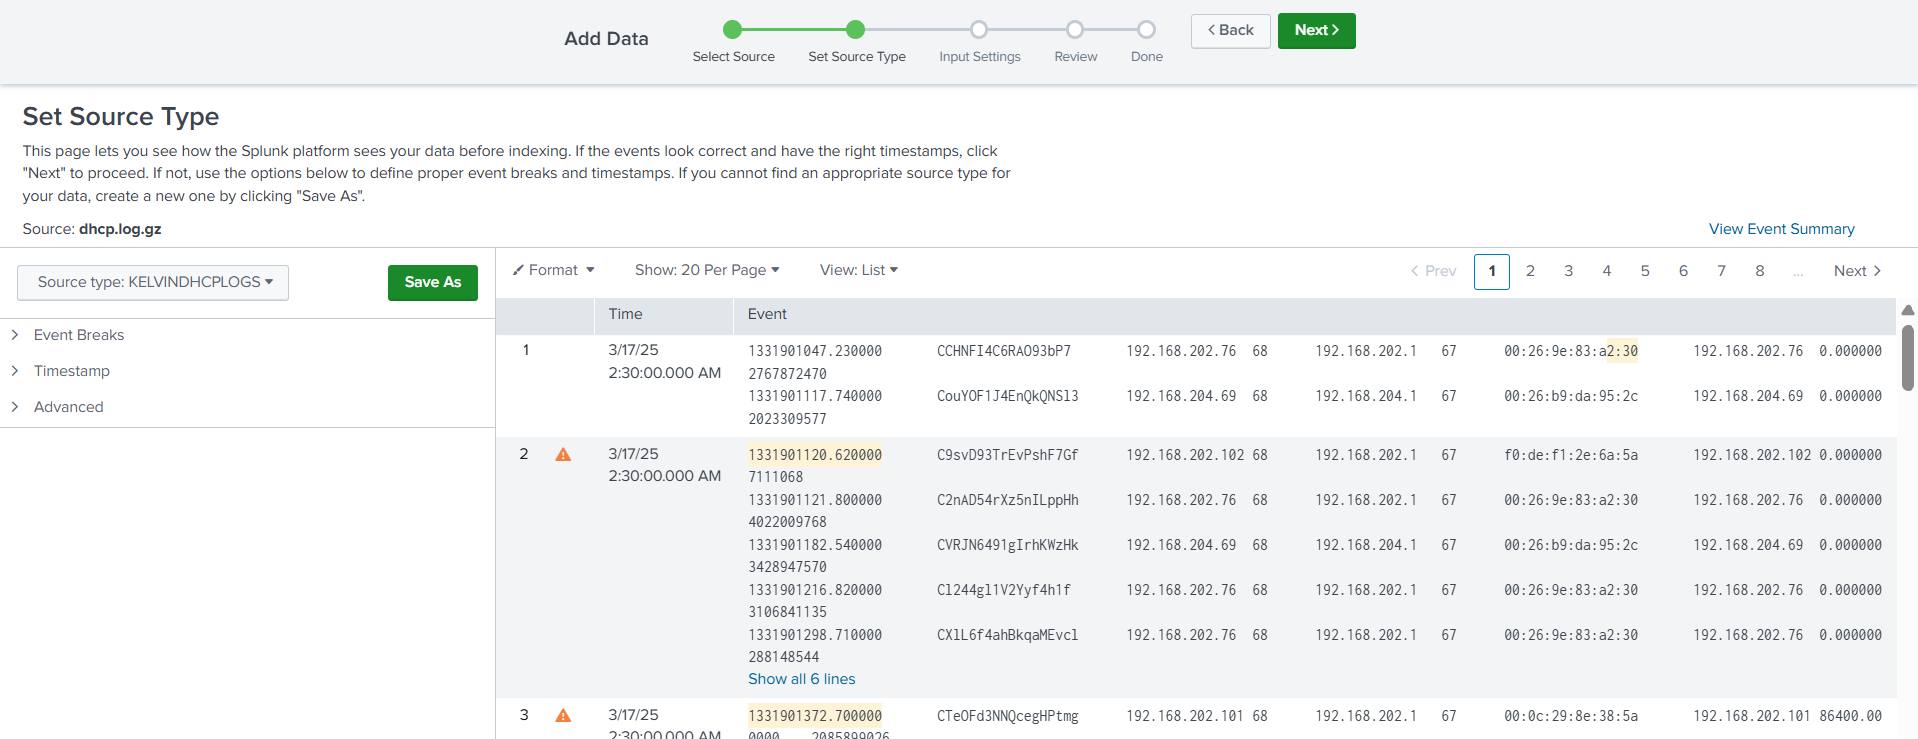 Add Data
Select Source
Set Source Type
Input Settings
Review
Done
< Back
Next >
Set Source Type
This page lets you see how the Splunk platform sees your data before indexing. If the events look correct and have the right timestamps, click
"Next" to proceed. If not, use the options below to define proper event breaks and timestamps. If you cannot find an appropriate source type for
your data, create a new one by clicking "Save As".
Source: dhcp.log.gz
View Event Summary
Source type: KELVINDHCPLOGS
Save As
Event Breaks
Timestamp
Advanced
Format Show: 20 Per Page View: List < Prev 1 2 3 4 5 6 7 8 ... Next >
Time Event
1 3/17/25 1331901047.230000 CCHNFI4C6RAO93bP7 192.168.202.76 68 192.168.202.1 67 00:26:9e:83:a2:30 192.168.202.76 0.000000
2:30:00.000 AM 2767872470
1331901117.740000 CouYOF1J4EnQkQNSl3 192.168.204.69 68 192.168.204.1 67 00:26:b9:da:95:2c 192.168.204.69 0.000000
2023309577
2 3/17/25 1331901120.620000 C9svD93TrEvPshF7Gf 192.168.202.102 68 192.168.202.1 67 f0:de:f1:2e:6a:5a 192.168.202.102 0.000000
2:30:00.000 AM 7111068
1331901121.800000 C2nAD54rXz5nILppHh 192.168.202.76 68 192.168.202.1 67 00:26:9e:83:a2:30 192.168.202.76 0.000000
4022009768
1331901182.540000 CVRJN6491gIrhKWzHk 192.168.204.69 68 192.168.204.1 67 00:26:b9:da:95:2c 192.168.204.69 0.000000
3428947570
1331901216.820000 Cl244gl1V2Yyf4h1f 192.168.202.76 68 192.168.202.1 67 00:26:9e:83:a2:30 192.168.202.76 0.000000
3106841135
1331901298.710000 CXlL6f4ahBkqaMEvcl 192.168.202.76 68 192.168.202.1 67 00:26:9e:83:a2:30 192.168.202.76 0.000000
288148544
Show all 6 lines
3 3/17/25 1331901372.700000 CTeOFd3NNQcegHPtmg 192.168.202.101 68 192.168.202.1 67 00:0c:29:8e:38:5a 192.168.202.101 86400.00
2:30:00.000 AM 0000 2085899026